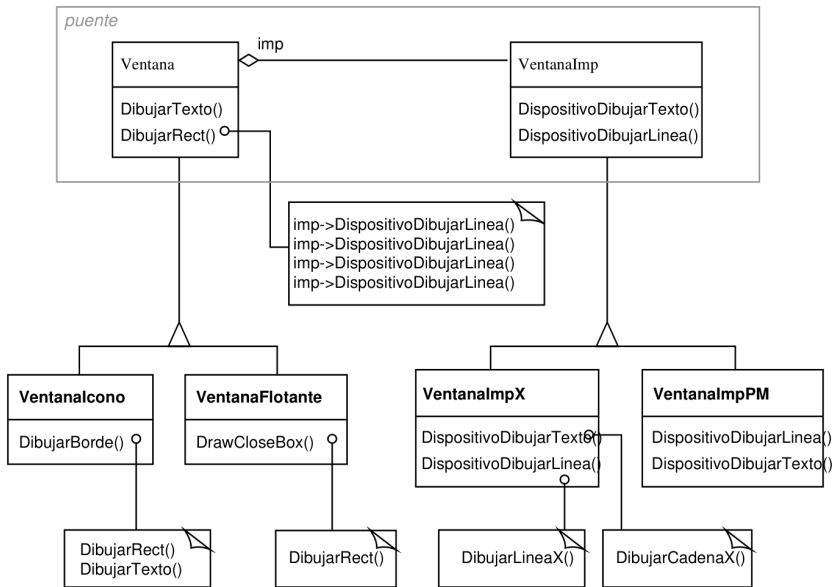 puente
imp
Ventana
DibujarTexto()
DibujarRect()
VentanaImp
DispositivoDibujarTexto()
DispositivoDibujarLinea()
imp->DispositivoDibujarLinea()
imp->DispositivoDibujarLinea()
imp->DispositivoDibujarLinea()
imp->DispositivoDibujarLinea()
VentanaIcono
DibujarBorde()
VentanaFlotante
DrawCloseBox()
VentanaImpX
DispositivoDibujarTexto()
DispositivoDibujarLinea()
VentanaImpPM
DispositivoDibujarLinea()
DispositivoDibujarTexto()
DibujarRect()
DibujarTexto()
DibujarRect()
DibujarLineaX()
DibujarCadenaX()